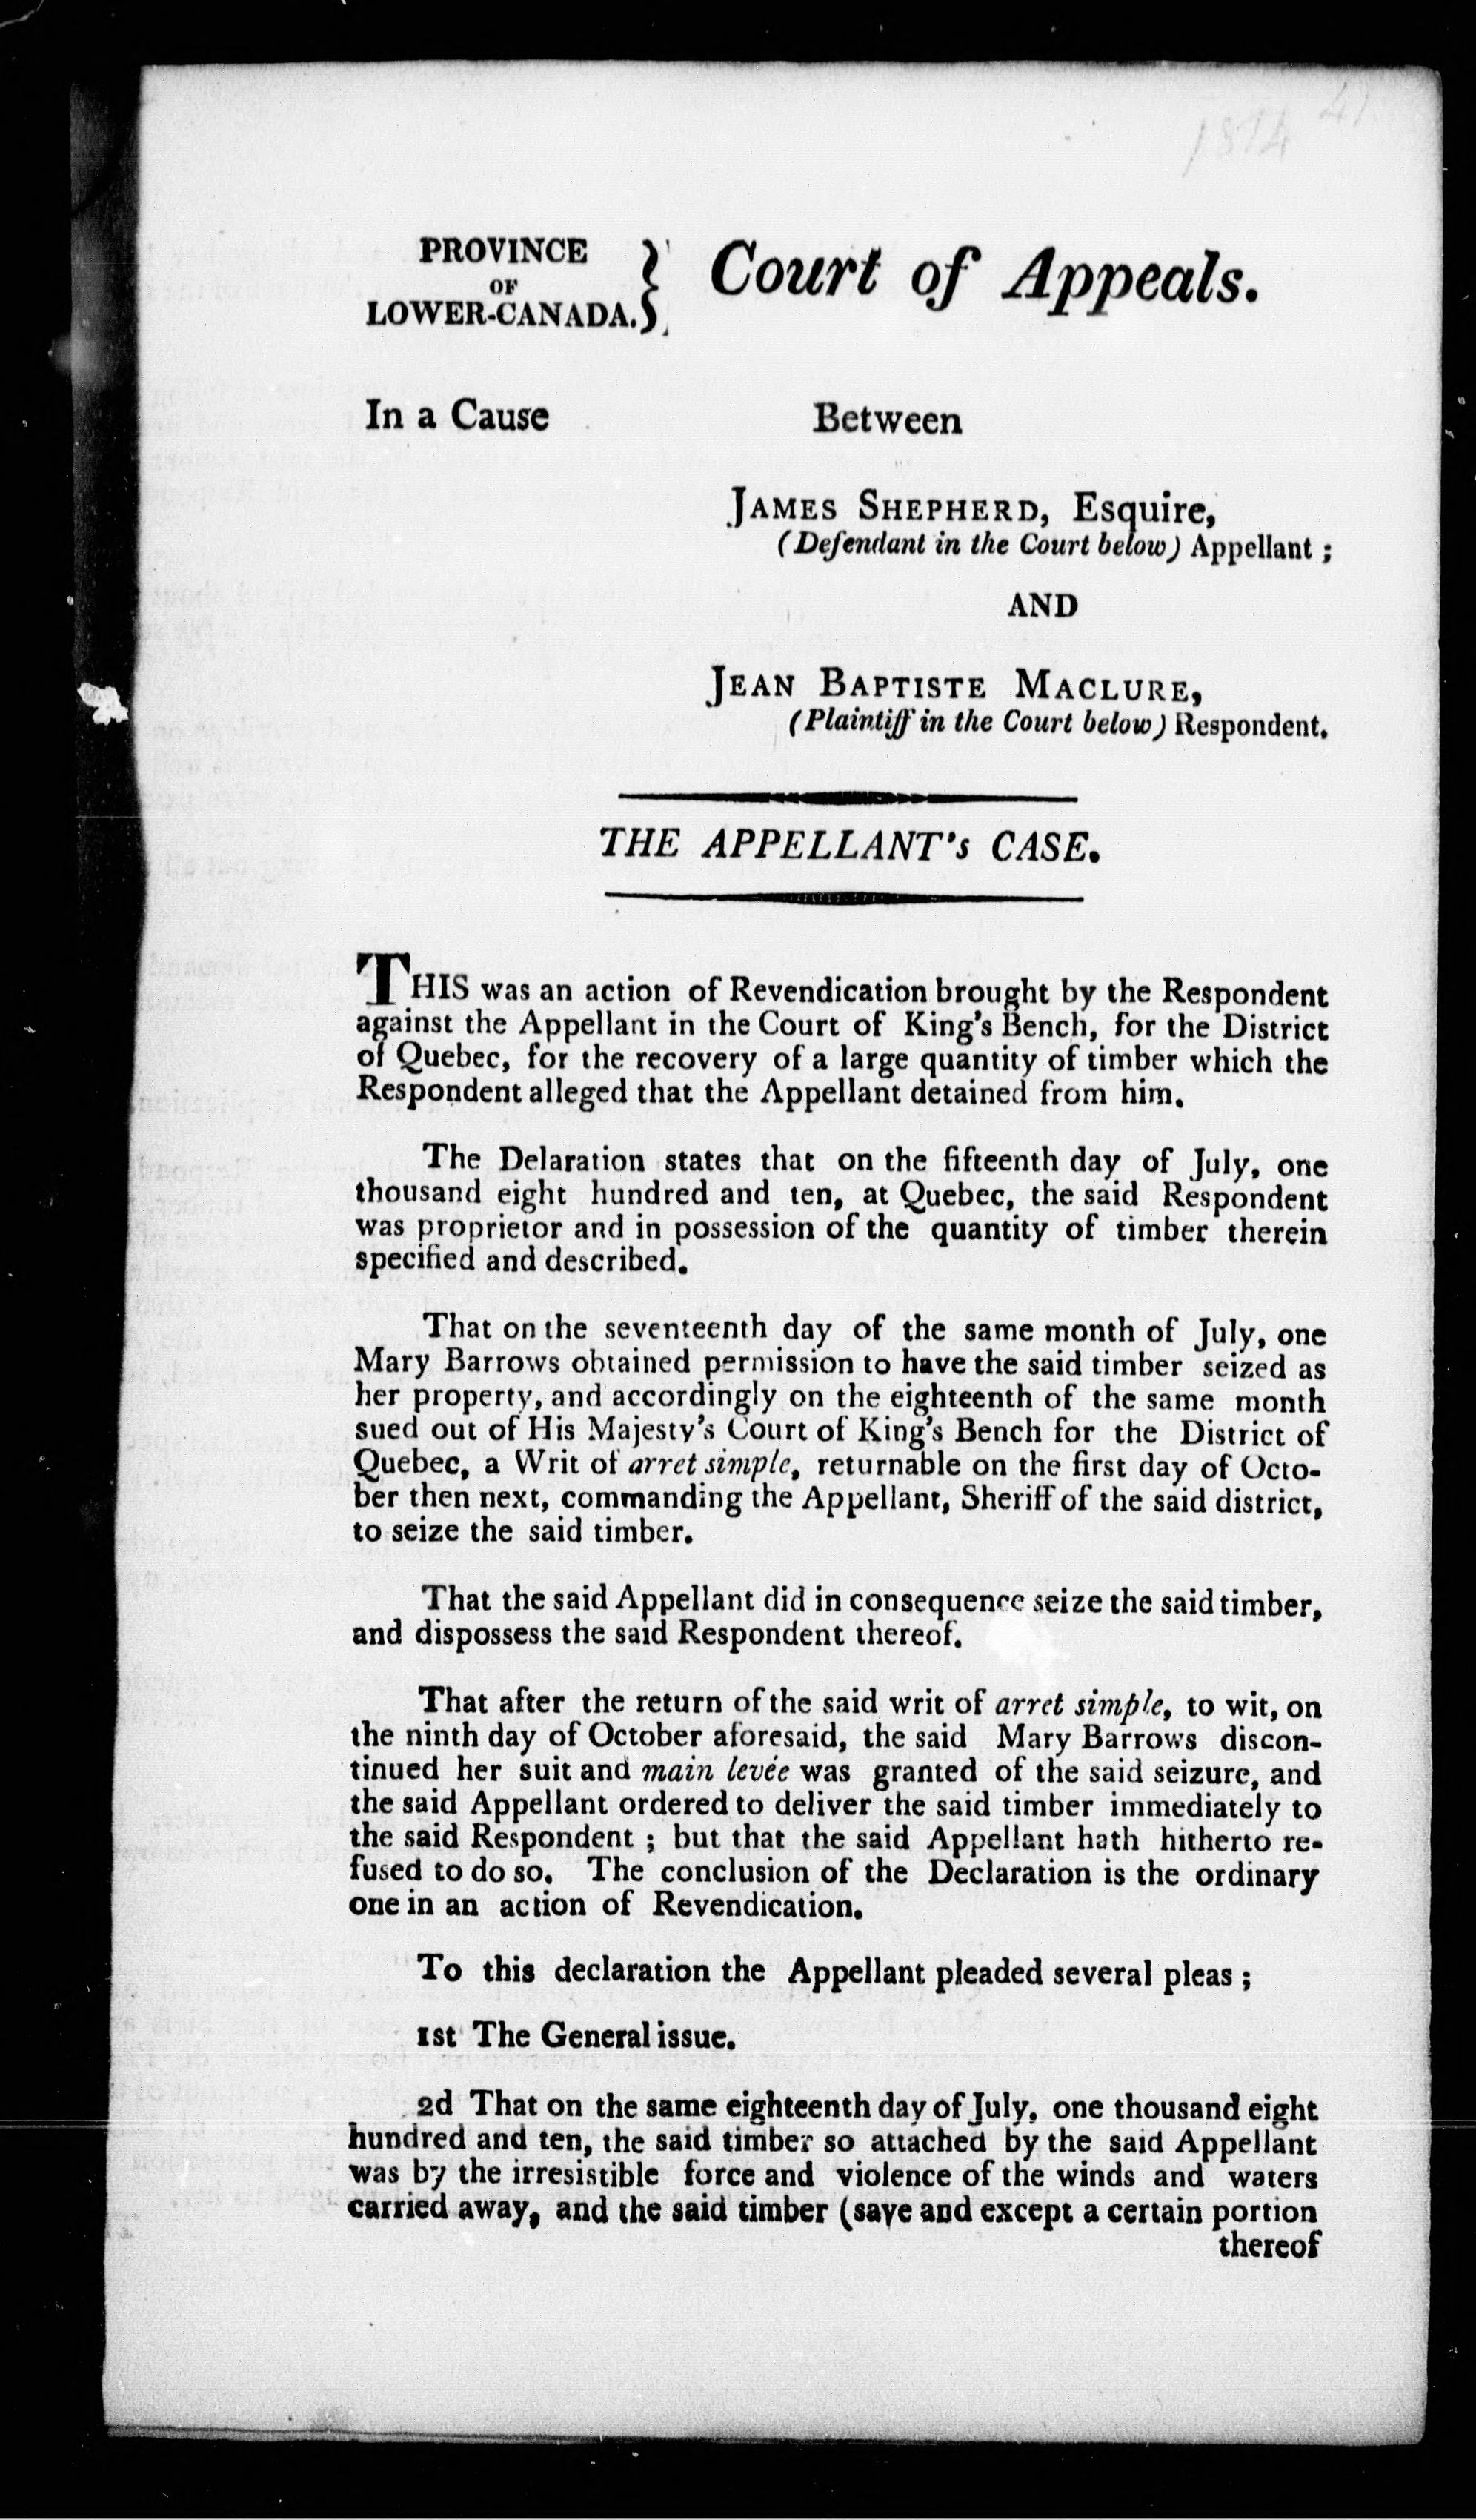 1814 41
PROVINCE
OF
LOWER-CANADA. } Court of Appeals.
In a Cause Between
JAMES SHEPHERD, Esquire,
(Defendant in the Court below) Appellant ;
AND
JEAN BAPTISTE MACLURE,
(Plaintiff in the Court below) Respondent.
THE APPELLANT's CASE.
THIS was an action of Revendication brought by the Respondent
against the Appellant in the Court of King's Bench, for the District
of Quebec, for the recovery of a large quantity of timber which the
Respondent alleged that the Appellant detained from him.
The Delaration states that on the fifteenth day of July, one
thousand eight hundred and ten, at Quebec, the said Respondent
was proprietor and in possession of the quantity of timber therein
specified and described.
That on the seventeenth day of the same month of July, one
Mary Barrows obtained permission to have the said timber seized as
her property, and accordingly on the eighteenth of the same month
sued out of His Majesty's Court of King's Bench for the District of
Quebec, a Writ of arret simple, returnable on the first day of Octo-
ber then next, commanding the Appellant, Sheriff of the said district,
to seize the said timber.
That the said Appellant did in consequence seize the said timber,
and dispossess the said Respondent thereof.
That after the return of the said writ of arret simple, to wit, on
the ninth day of October aforesaid, the said Mary Barrows discon-
tinued her suit and main levée was granted of the said seizure, and
the said Appellant ordered to deliver the said timber immediately to
the said Respondent ; but that the said Appellant hath hitherto re-
fused to do so. The conclusion of the Declaration is the ordinary
one in an action of Revendication.
To this declaration the Appellant pleaded several pleas ;
1st The General issue.
2d That on the same eighteenth day of July, one thousand eight
hundred and ten, the said timber so attached by the said Appellant
was by the irresistible force and violence of the winds and waters
carried away, and the said timber (save and except a certain portion
thereof